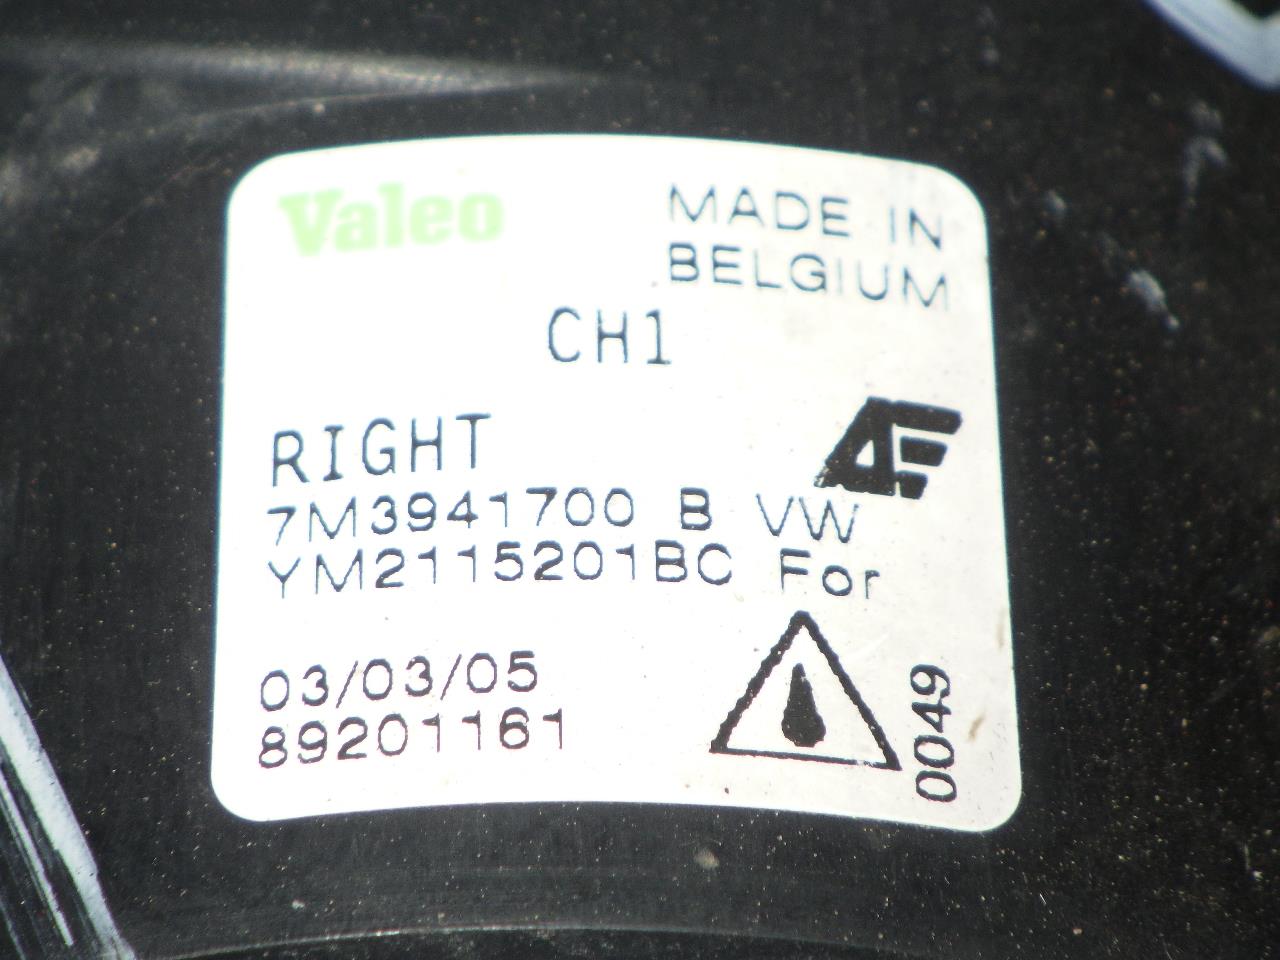 Valeo
MADE IN
BELGIUM
CH1
RIGHT
7M3941700 B VW
YM2115201BC For
03/03/05
89201161
0049